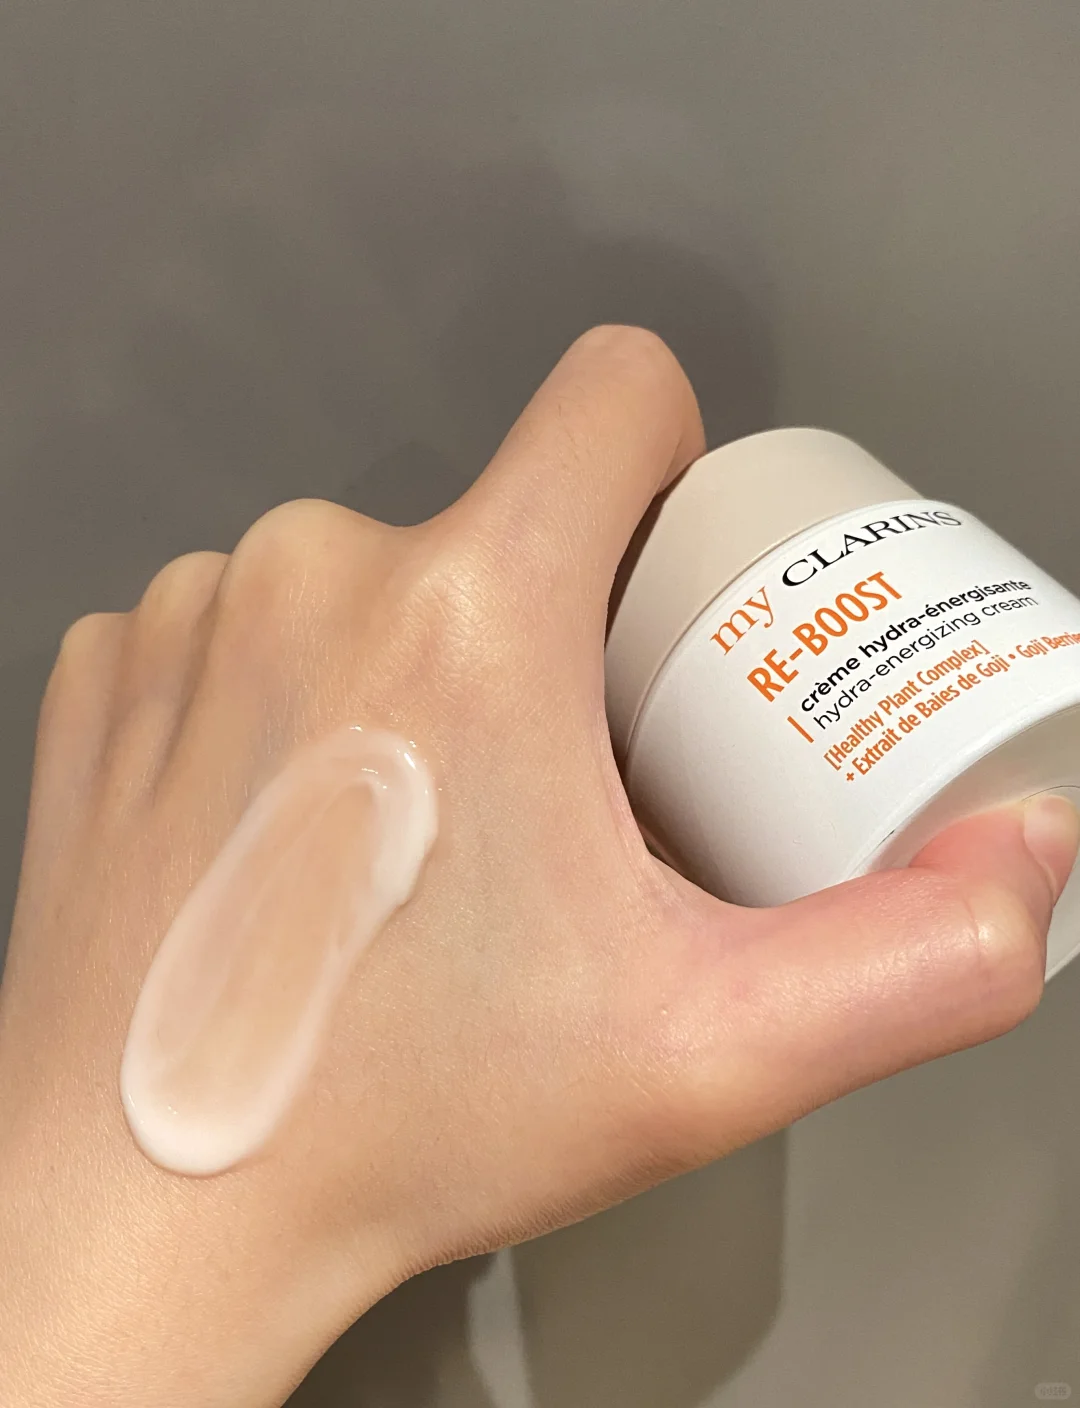 my CLARINS
RE-BOOST
crème hydra-énergisante
hydra-energizing cream
[Healthy Plant Complex]
+ Extrait de Baies de Goji • Goji